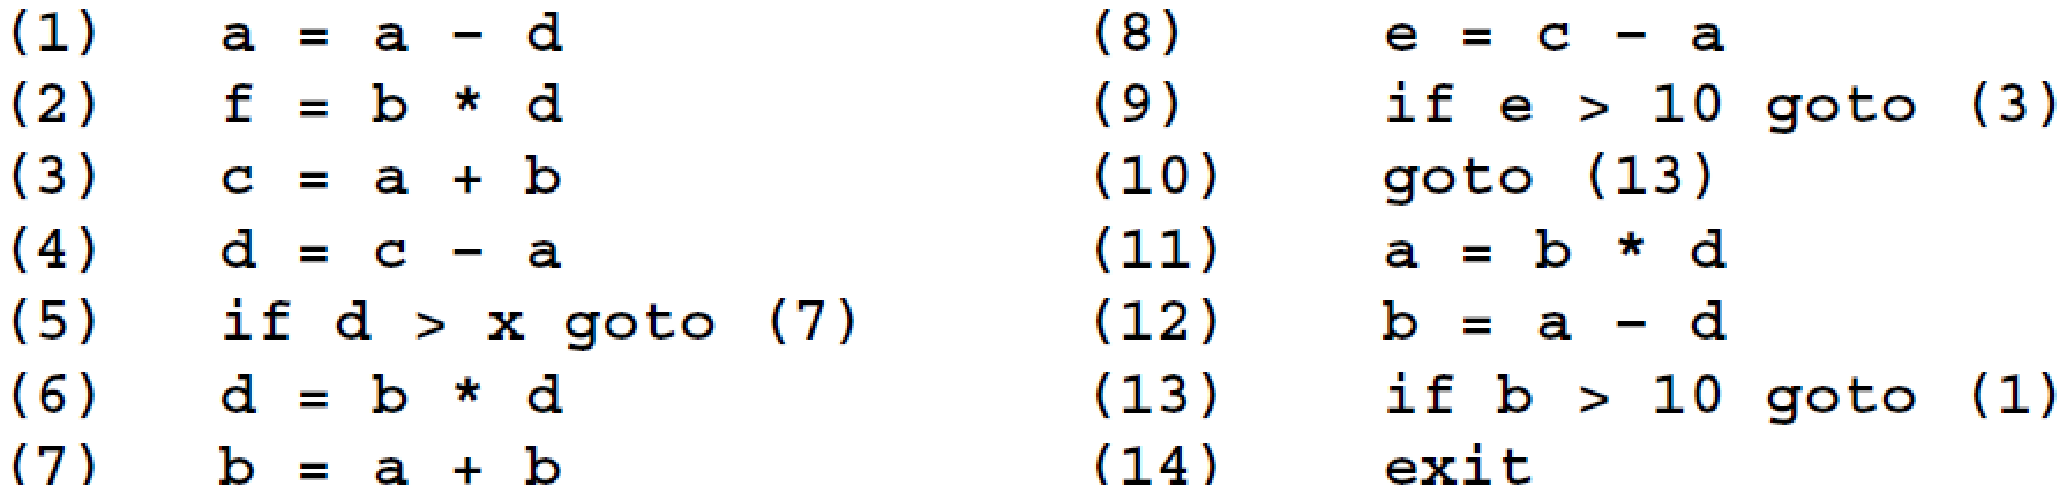 (1) a = a - d
(2) f = b * d
(3) c = a + b
(4) d = c - a
(5) if d > x goto (7)
(6) d = b * d
(7) b = a + b
(8) e = c - a
(9) if e > 10 goto (3)
(10) goto (13)
(11) a = b * d
(12) b = a - d
(13) if b > 10 goto (1)
(14) exit